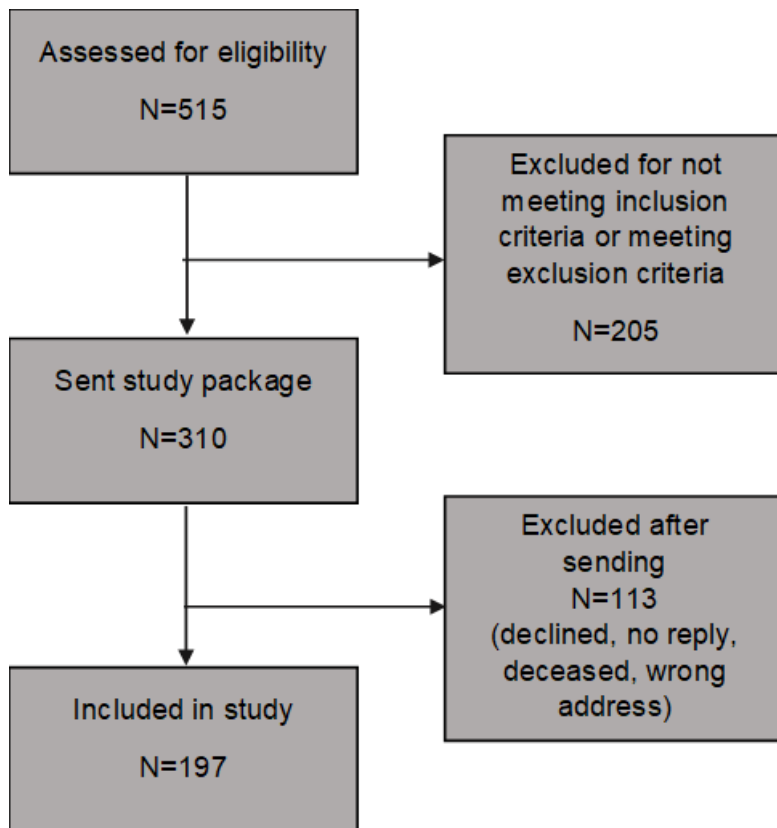 Assessed for eligibility
N=515
Excluded for not
meeting inclusion
criteria or meeting
exclusion criteria
N=205
Sent study package
N=310
Excluded after
sending
N=113
(declined, no reply,
deceased, wrong
address)
Included in study
N=197